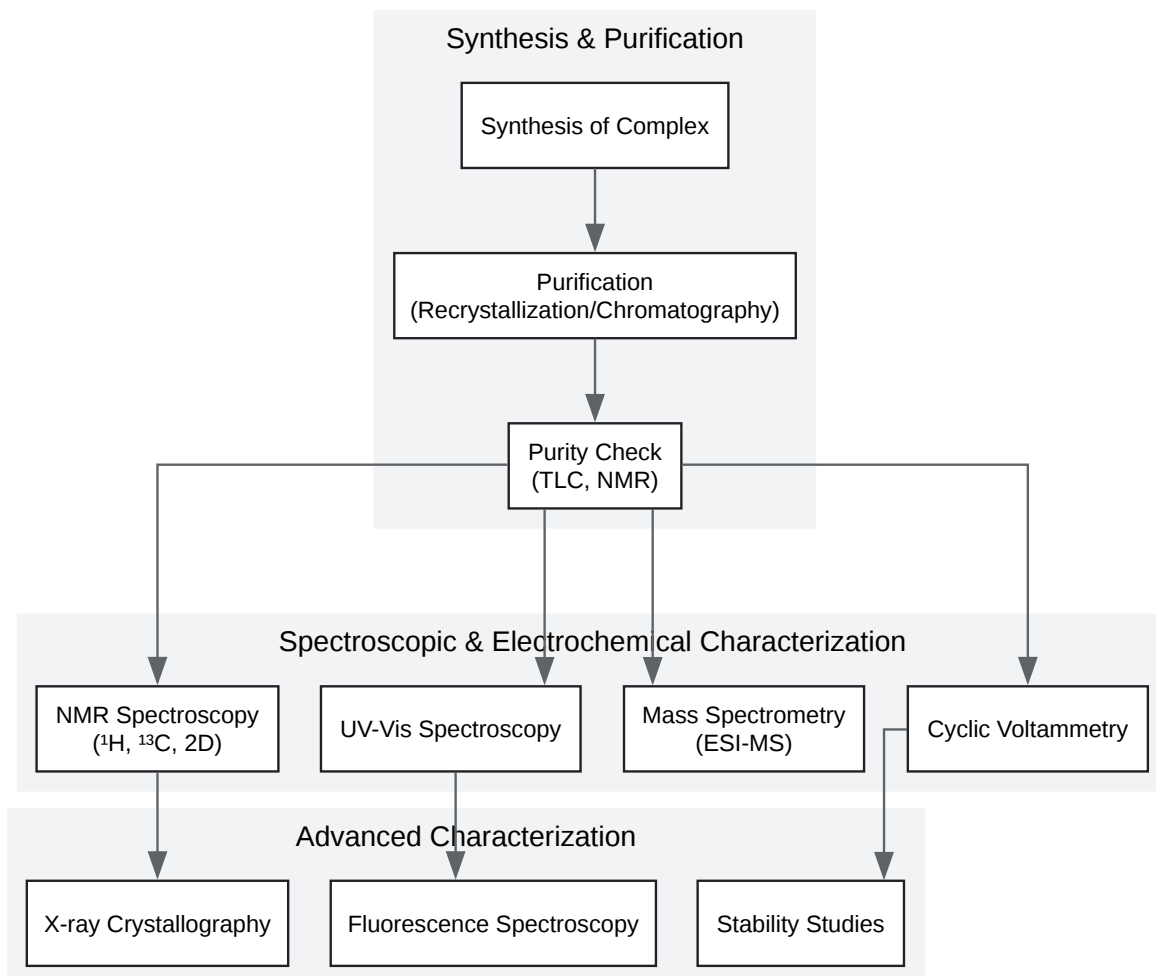 Synthesis & Purification
Synthesis of Complex
Purification
(Recrystallization/Chromatography)
Purity Check
(TLC, NMR)
Spectroscopic & Electrochemical Characterization
NMR Spectroscopy
(¹H, ¹³C, 2D)
UV-Vis Spectroscopy
Mass Spectrometry
(ESI-MS)
Cyclic Voltammetry
Advanced Characterization
X-ray Crystallography
Fluorescence Spectroscopy
Stability Studies